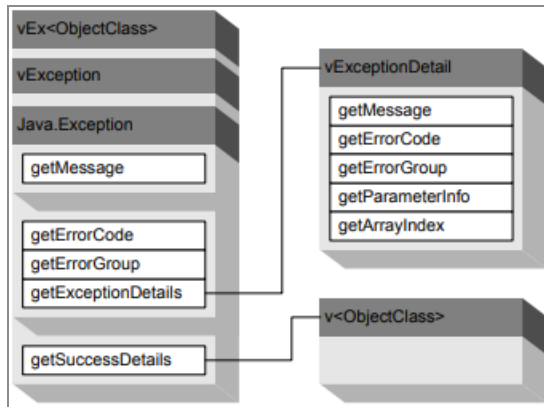 vEx<ObjectClass>
vException
Java.Exception
getMessage
getErrorCode
getErrorGroup
getExceptionDetails
getSuccessDetails
vExceptionDetail
getMessage
getErrorCode
getErrorGroup
getParameterInfo
getArrayIndex
v<ObjectClass>